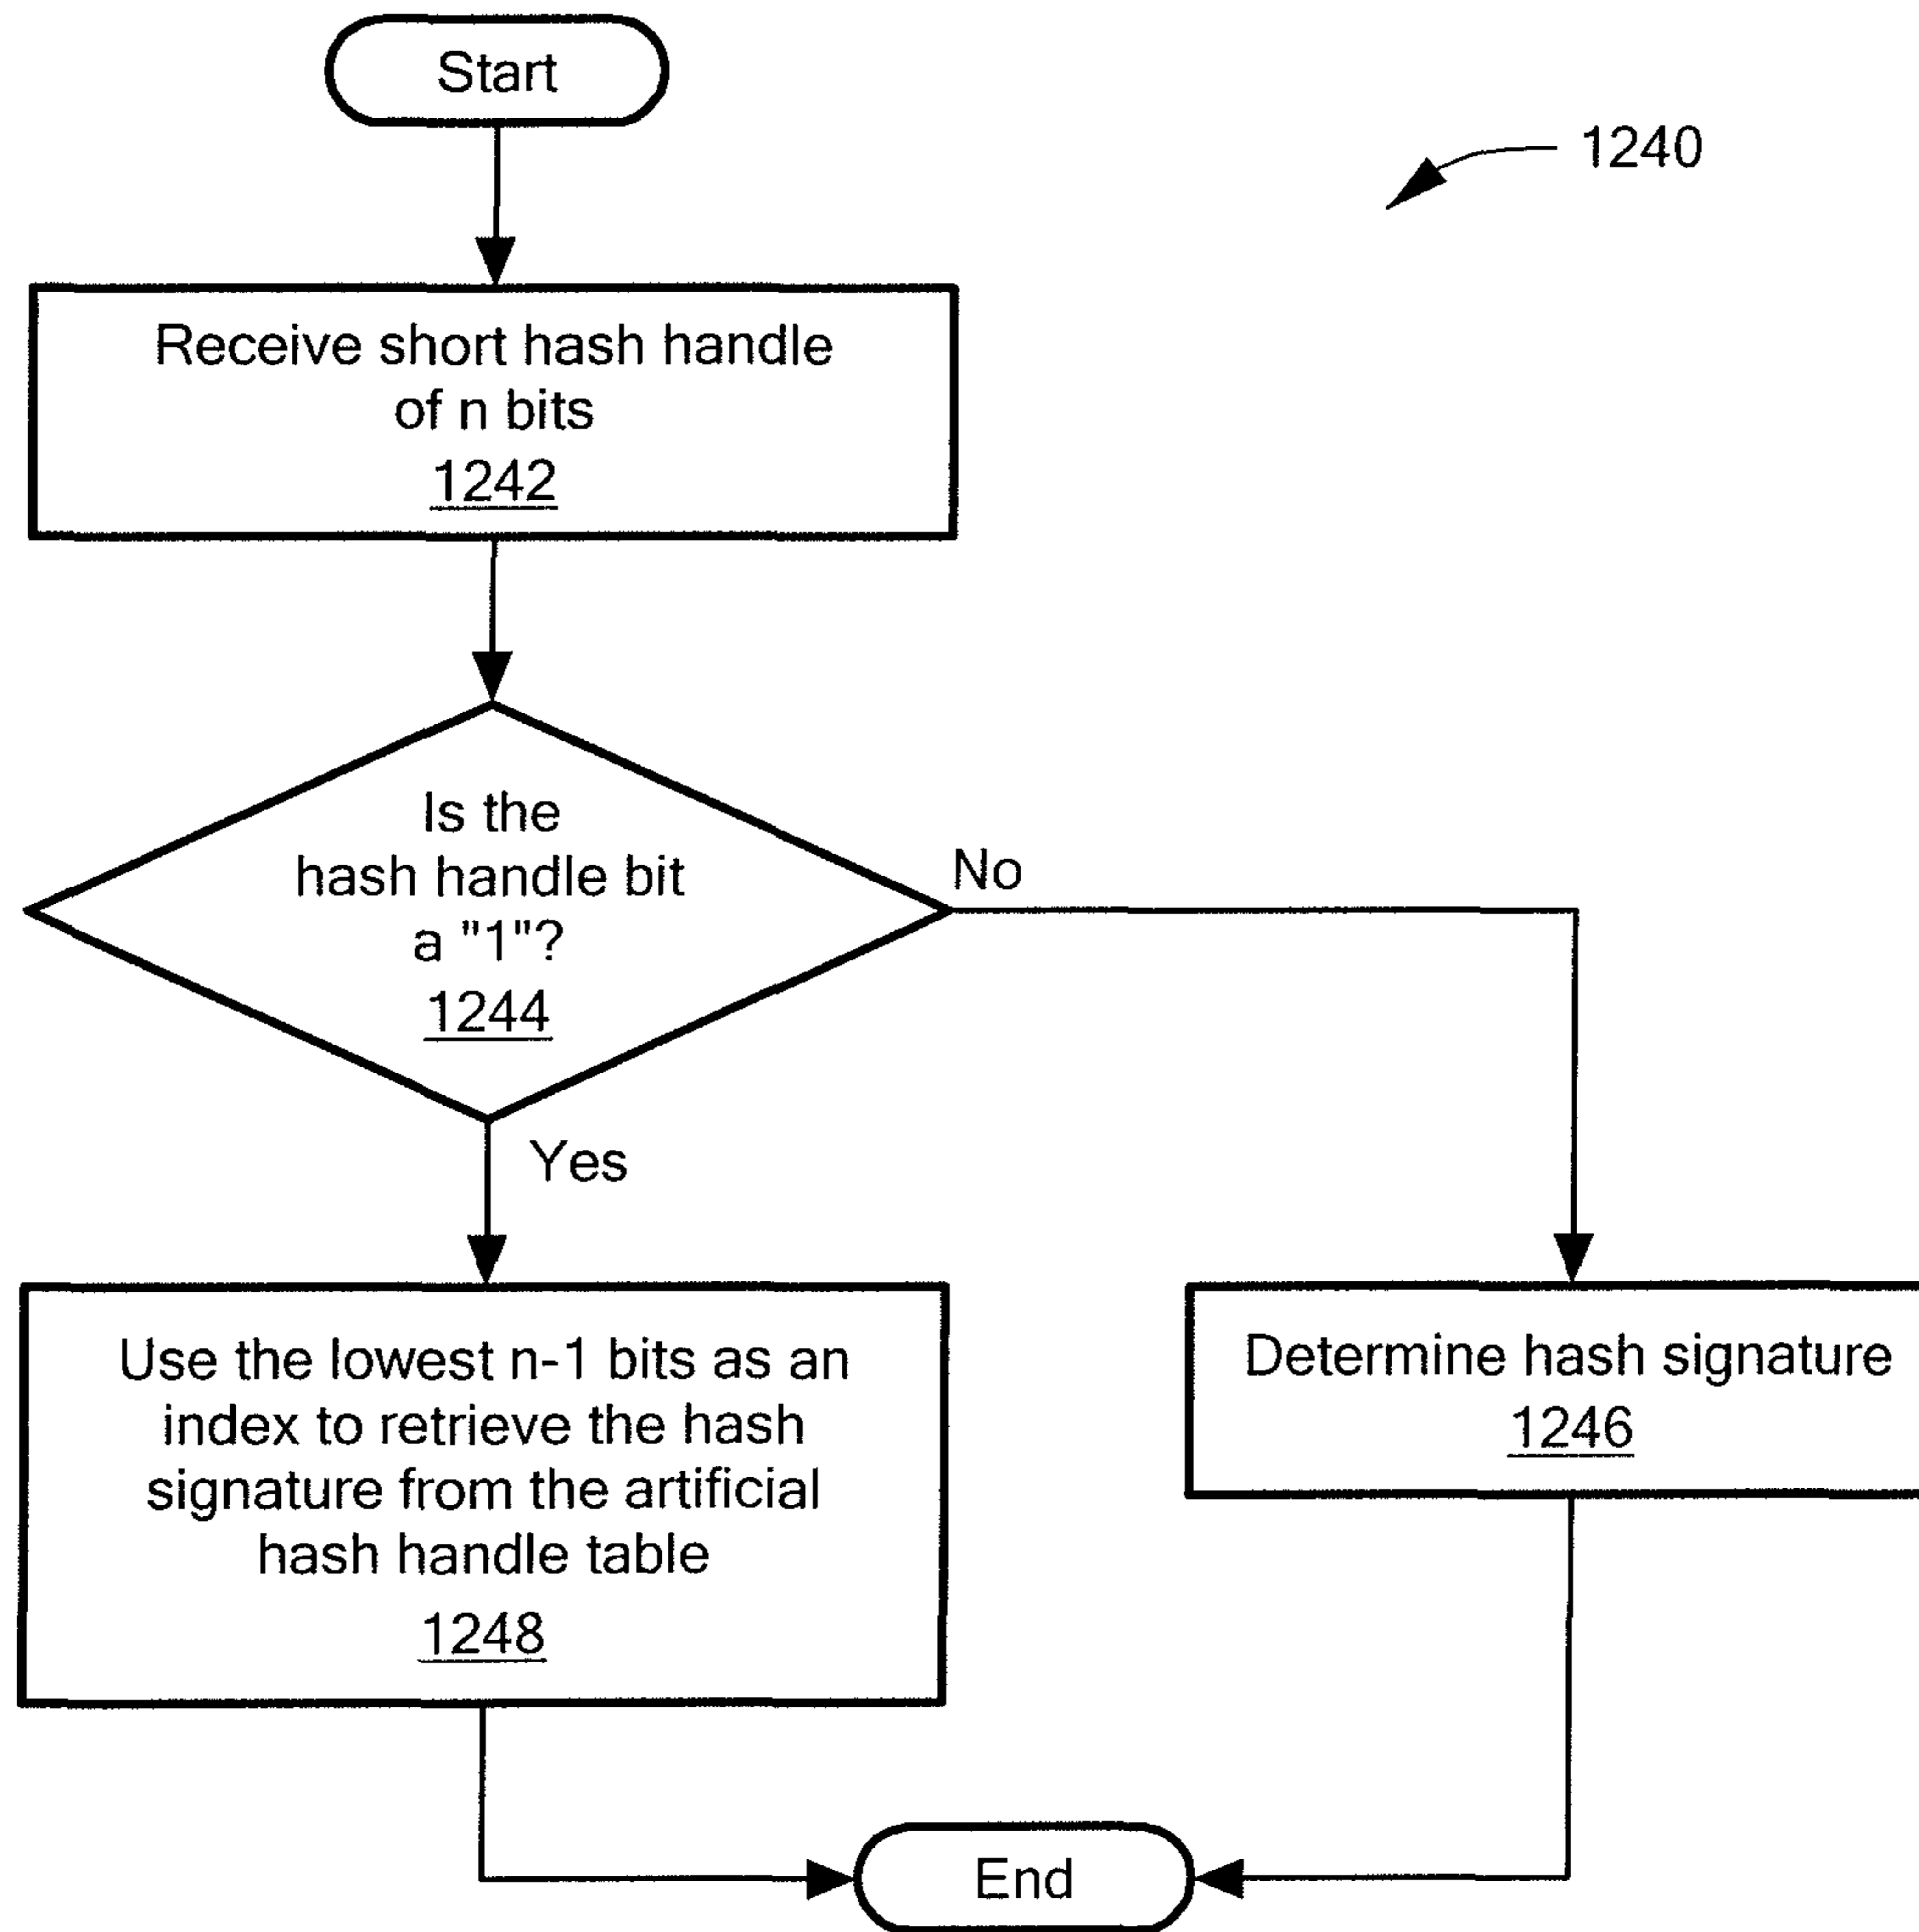 Start
1240
Receive short hash handle
of n bits
1242
Is the
hash handle bit
a "1"?
1244
No
Yes
Use the lowest n-1 bits as an
index to retrieve the hash
signature from the artificial
hash handle table
1248
Determine hash signature
1246
End